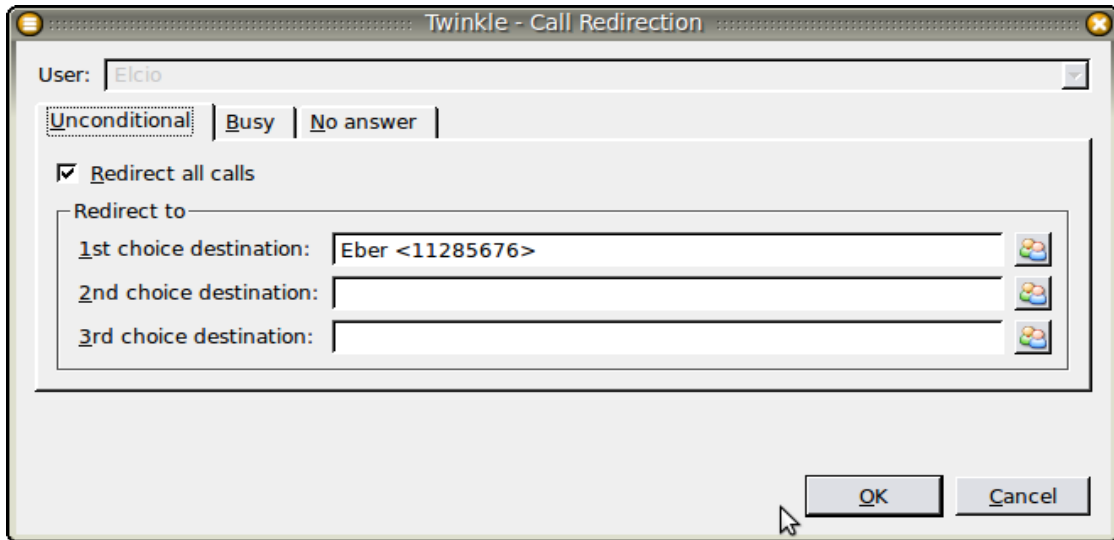 Twinkle - Call Redirection
User: Elcio
Unconditional Busy No answer
Redirect all calls
Redirect to
1st choice destination: Eber <11285676>
2nd choice destination:
3rd choice destination:
OK Cancel